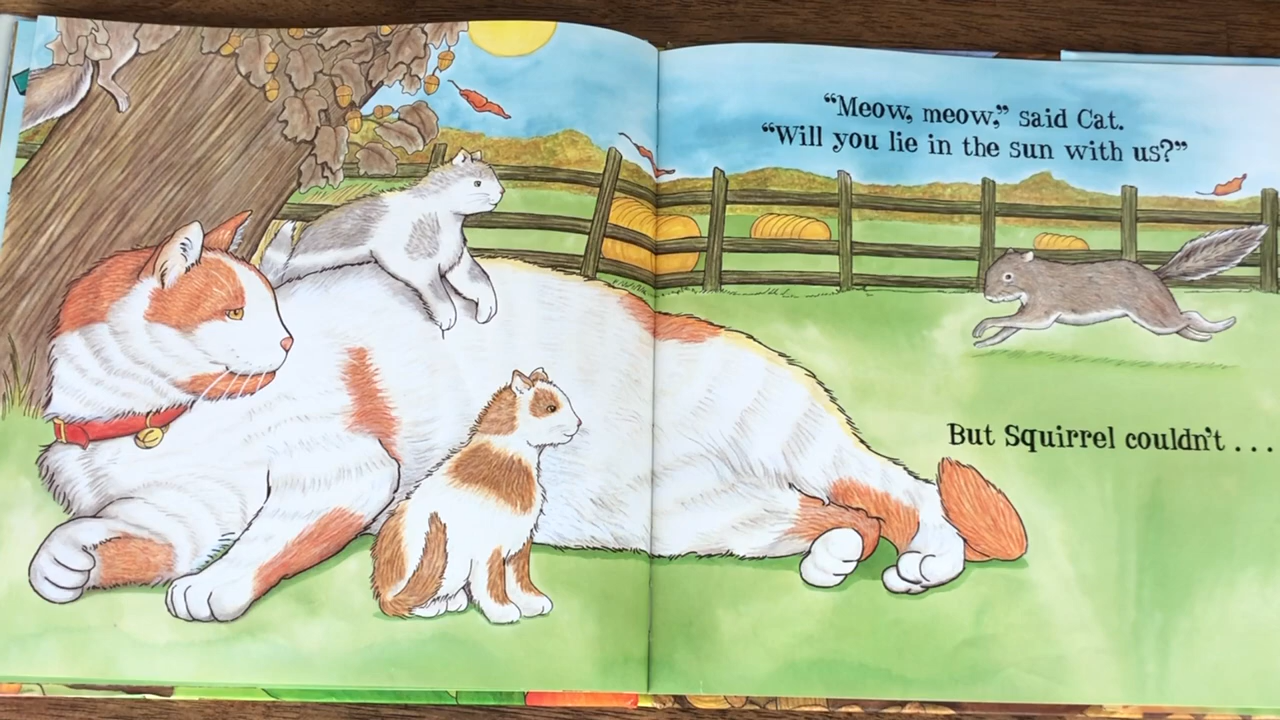 “Meow, meow,” said Cat.
“Will you lie in the sun with us?”
But Squirrel couldn’t . . .